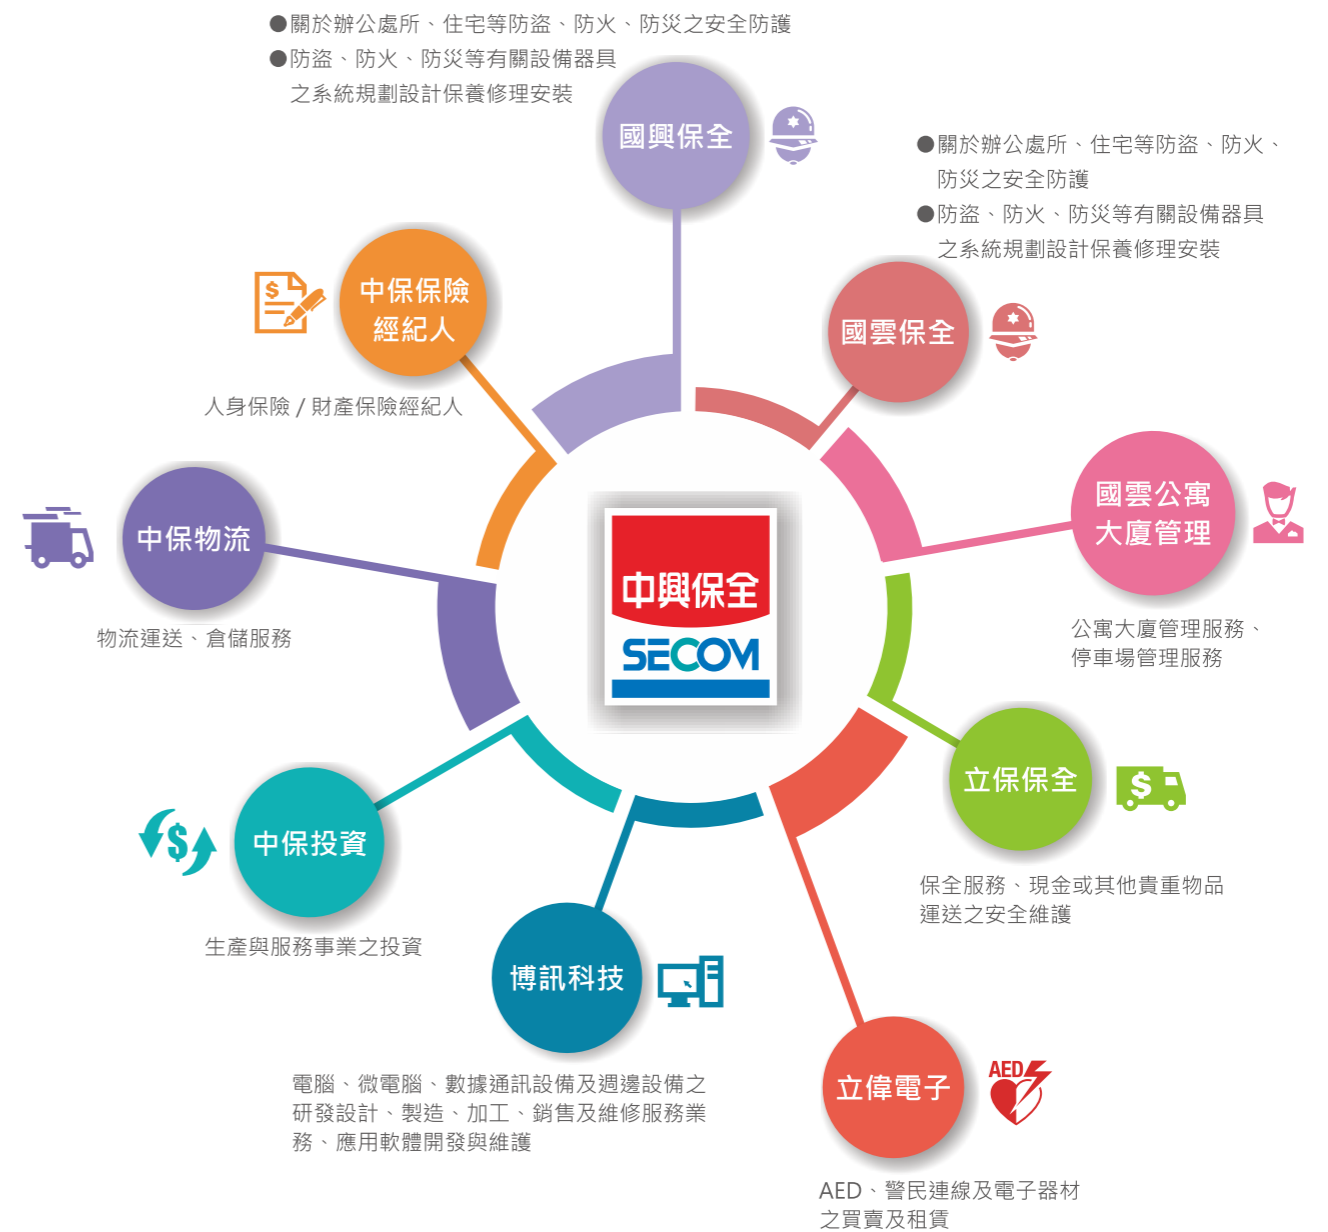 ●關於辦公處所、住宅等防盜、防火、防災之安全防護
●防盜、防火、防災等有關設備器具
之系統規劃設計保養修理安裝
國興保全
●關於辦公處所、住宅等防盜、防火、
防災之安全防護
●防盜、防火、防災等有關設備器具
之系統規劃設計保養修理安裝
國雲保全
中保保險
經紀人
人身保險 / 財產保險經紀人
國雲公寓
大廈管理
公寓大廈管理服務、
停車場管理服務
中保物流
物流運送、倉儲服務
中興保全
SECOM
立保保全
保全服務、現金或其他貴重物品
運送之安全維護
中保投資
生產與服務事業之投資
博訊科技
電腦、微電腦、數據通訊設備及週邊設備之
研發設計、製造、加工、銷售及維修服務業
務、應用軟體開發與維護
立偉電子
AED
AED、警民連線及電子器材
之買賣及租賃
$
$
$